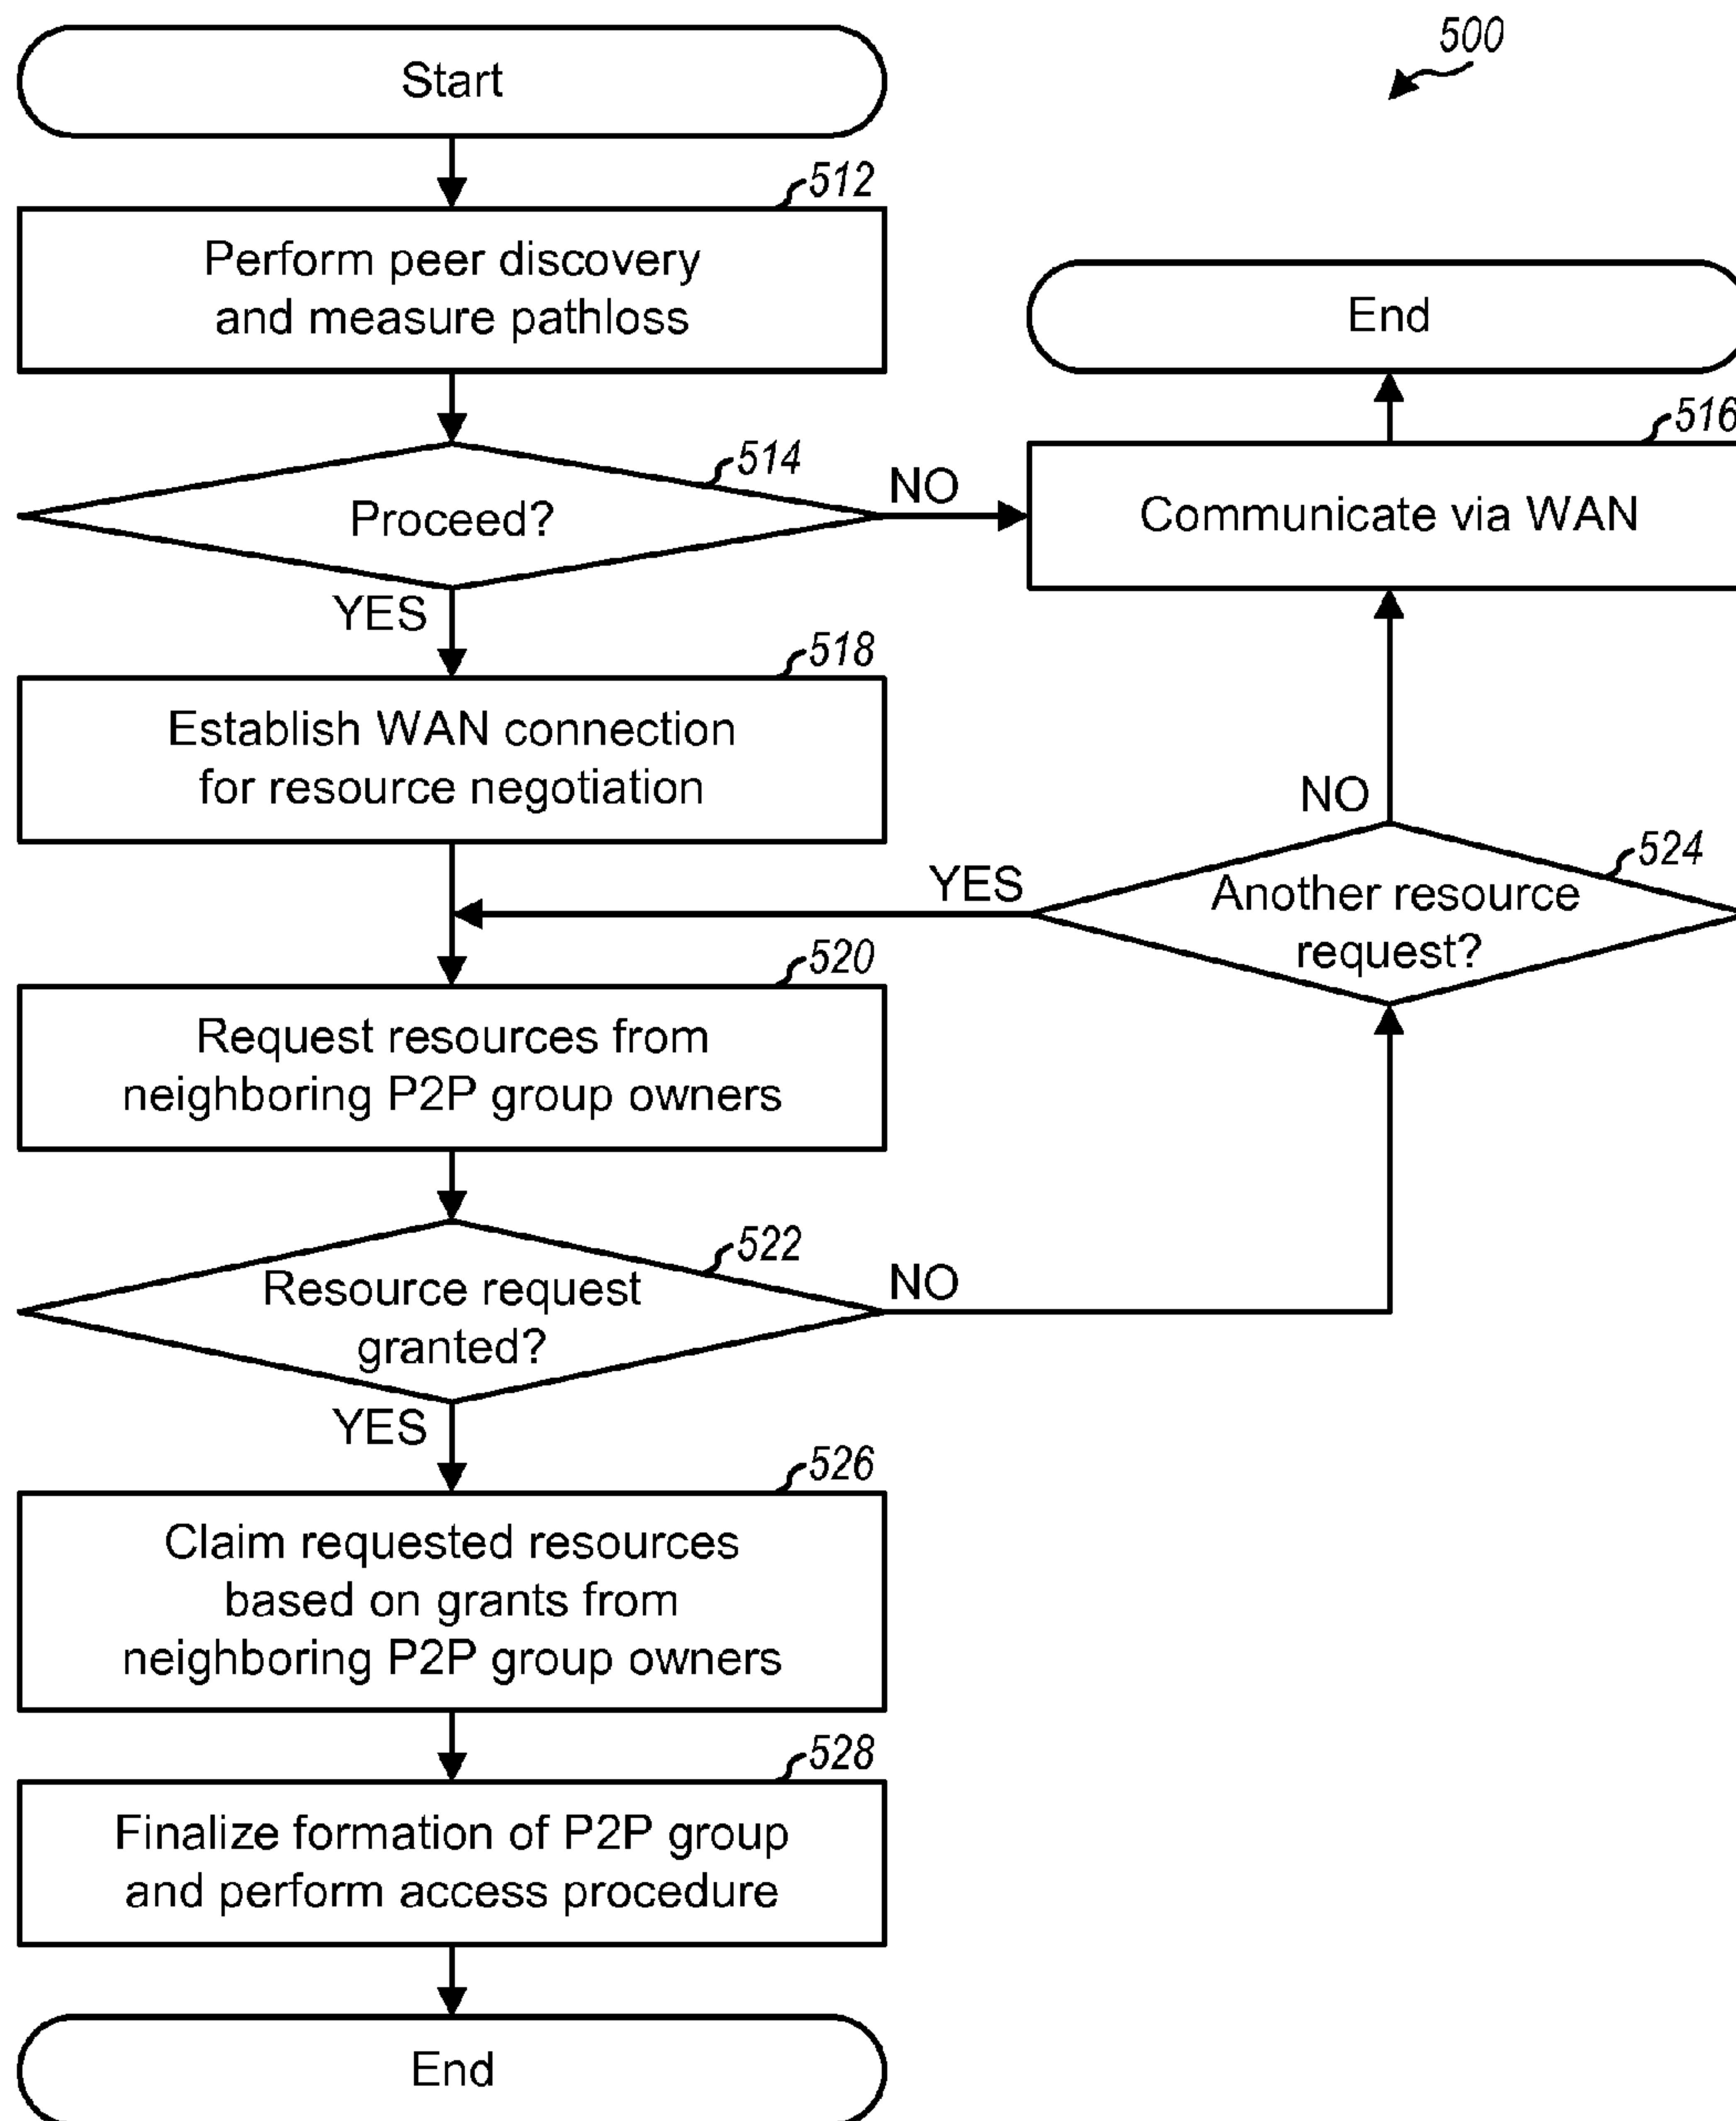 500
Start
512
Perform peer discovery
and measure pathloss
End
516
514
Proceed?
NO
Communicate via WAN
YES
518
Establish WAN connection
for resource negotiation
NO
524
YES
Another resource
request?
520
Request resources from
neighboring P2P group owners
522
Resource request
granted?
NO
YES
526
Claim requested resources
based on grants from
neighboring P2P group owners
528
Finalize formation of P2P group
and perform access procedure
End